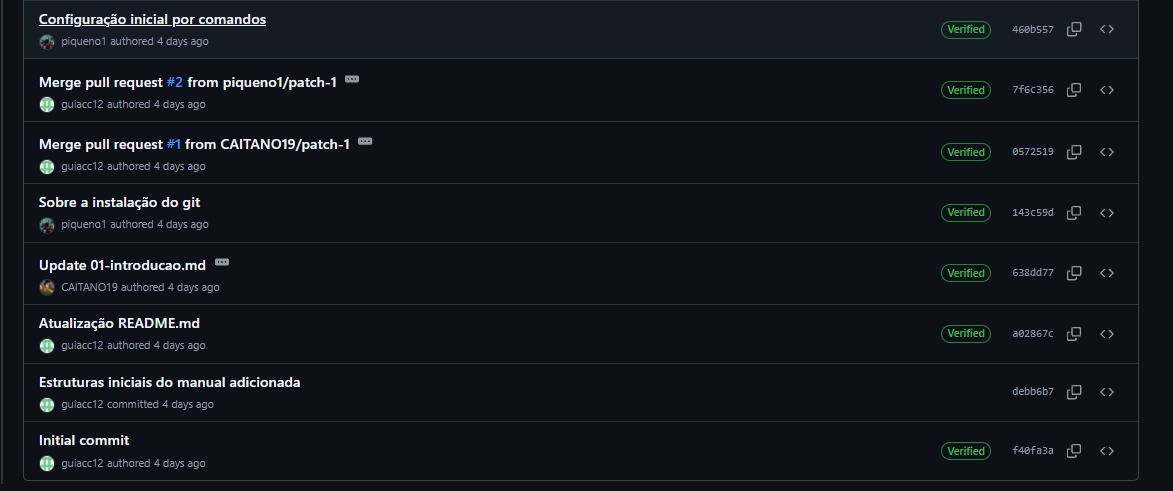 Configuração inicial por comandos
piqueno1 authored 4 days ago
Verified
460b557
Merge pull request #2 from piqueno1/patch-1
guiacc12 authored 4 days ago
Verified
7f6c356
Merge pull request #1 from CAITANO19/patch-1
guiacc12 authored 4 days ago
Verified
0572519
Sobre a instalação do git
piqueno1 authored 4 days ago
Verified
143c59d
Update 01-introducao.md
CAITANO19 authored 4 days ago
Verified
638dd77
Atualização README.md
guiacc12 authored 4 days ago
Verified
a02867c
Estruturas iniciais do manual adicionada
guiacc12 committed 4 days ago
debb6b7
Initial commit
guiacc12 authored 4 days ago
Verified
f40fa3a